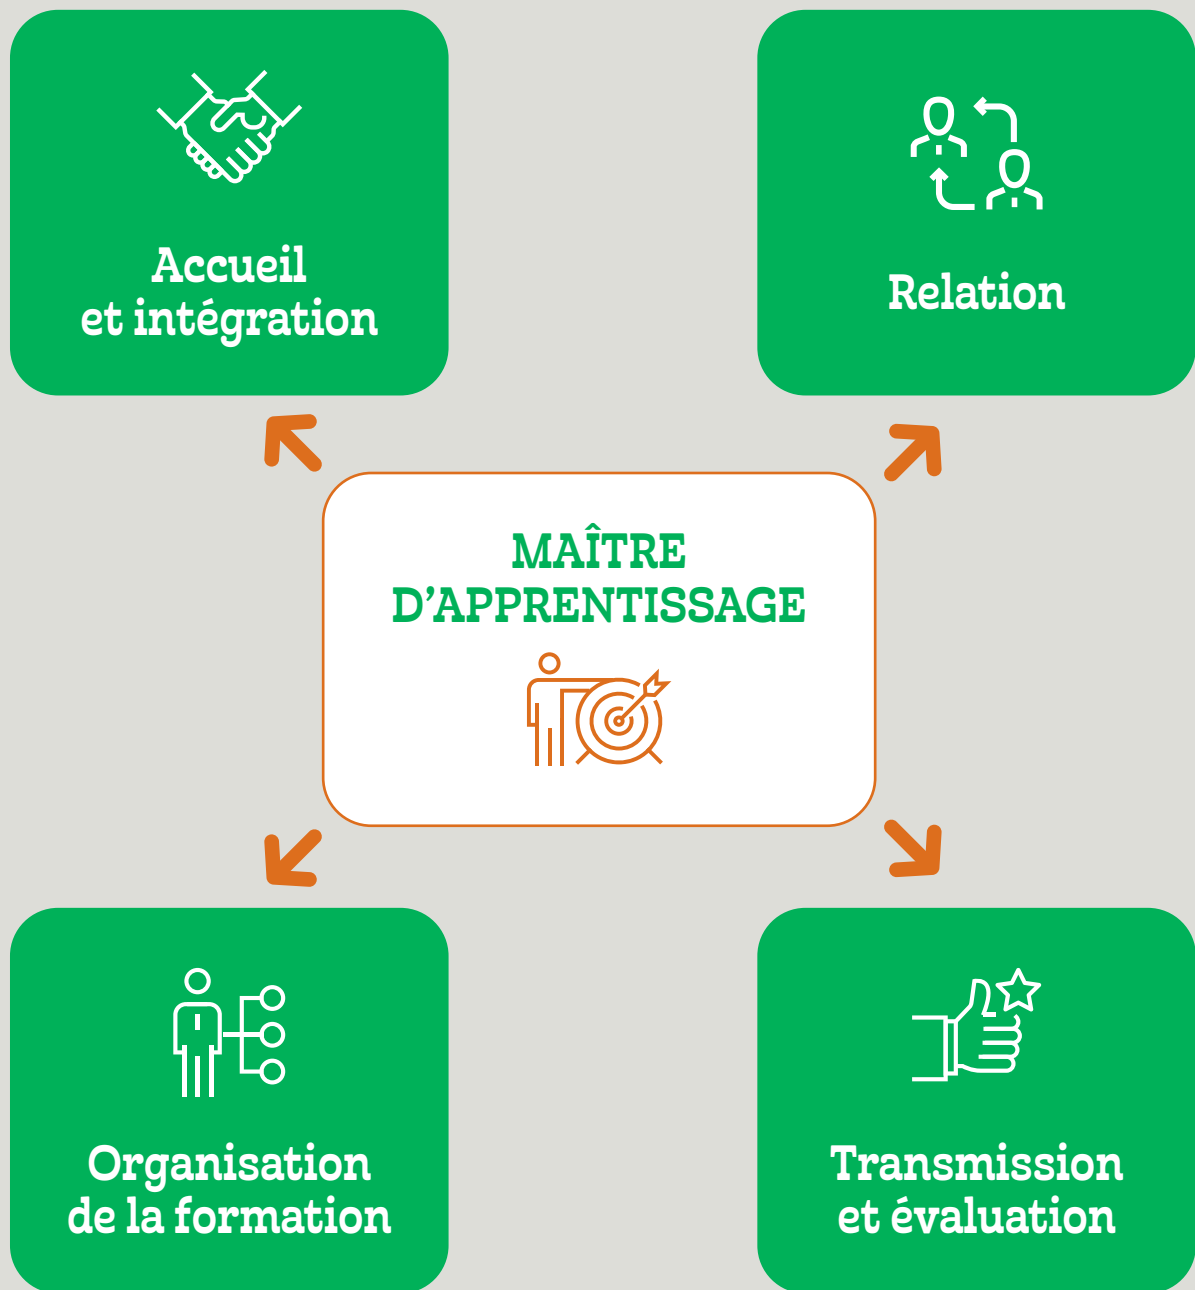 Accueil
et intégration
Relation
MAÎTRE
D’APPRENTISSAGE
Organisation
de la formation
Transmission
et évaluation